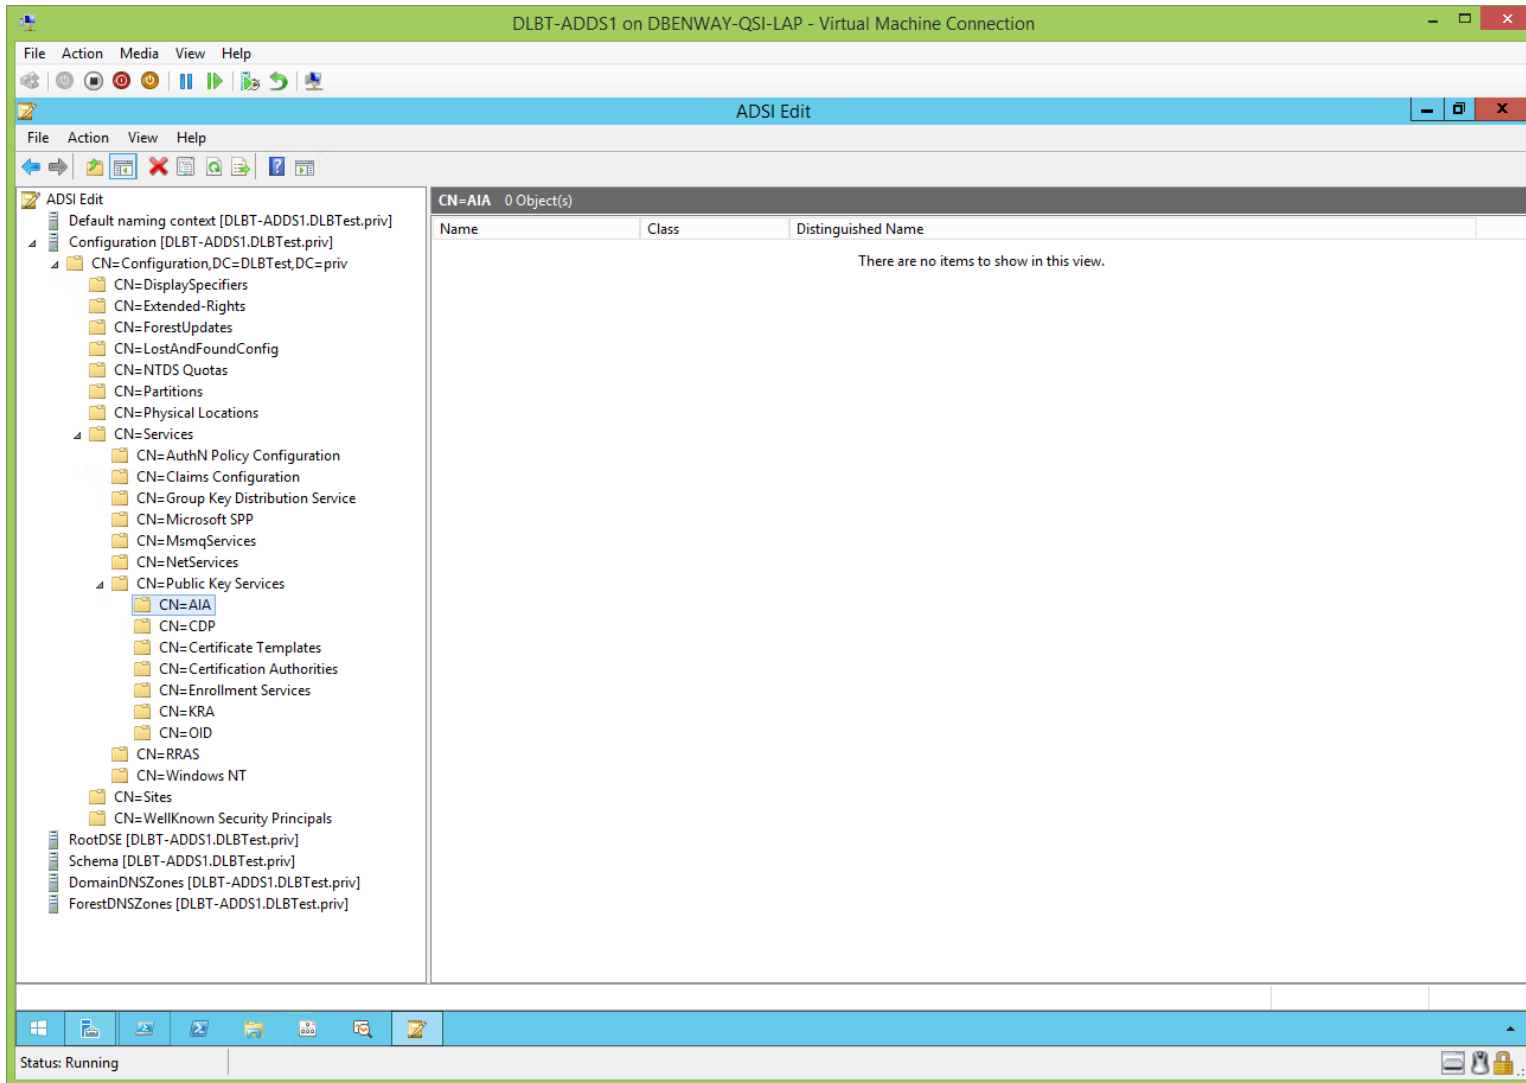 DLBT-ADDS1 on DBENWAY-QSI-LAP - Virtual Machine Connection
File Action Media View Help
ADSI Edit
File Action View Help
ADSI Edit
Default naming context [DLBT-ADDS1.DLBTest.priv]
Configuration [DLBT-ADDS1.DLBTest.priv]
CN=Configuration,DC=DLBTest,DC=priv
CN=DisplaySpecifiers
CN=Extended-Rights
CN=ForestUpdates
CN=LostAndFoundConfig
CN=NTDS Quotas
CN=Partitions
CN=Physical Locations
CN=Services
CN=AuthN Policy Configuration
CN=Claims Configuration
CN=Group Key Distribution Service
CN=Microsoft SPP
CN=MsmqServices
CN=NetServices
CN=Public Key Services
CN=AIA
CN=CDP
CN=Certificate Templates
CN=Certification Authorities
CN=Enrollment Services
CN=KRA
CN=OID
CN=RRAS
CN=Windows NT
CN=Sites
CN=WellKnown Security Principals
RootDSE [DLBT-ADDS1.DLBTest.priv]
Schema [DLBT-ADDS1.DLBTest.priv]
DomainDNSZones [DLBT-ADDS1.DLBTest.priv]
ForestDNSZones [DLBT-ADDS1.DLBTest.priv]
CN=AIA 0 Object(s)
Name Class Distinguished Name
There are no items to show in this view.
Status: Running